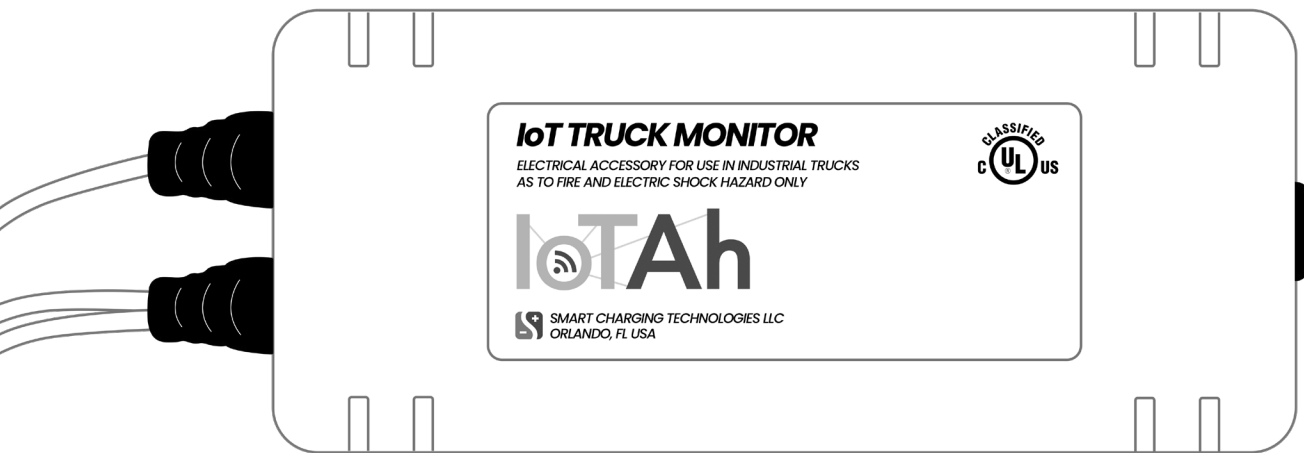 IoT TRUCK MONITOR
ELECTRICAL ACCESSORY FOR USE IN INDUSTRIAL TRUCKS
AS TO FIRE AND ELECTRIC SHOCK HAZARD ONLY
CLASSIFIED
C UL ® US
IoTAh
SMART CHARGING TECHNOLOGIES LLC
ORLANDO, FL USA